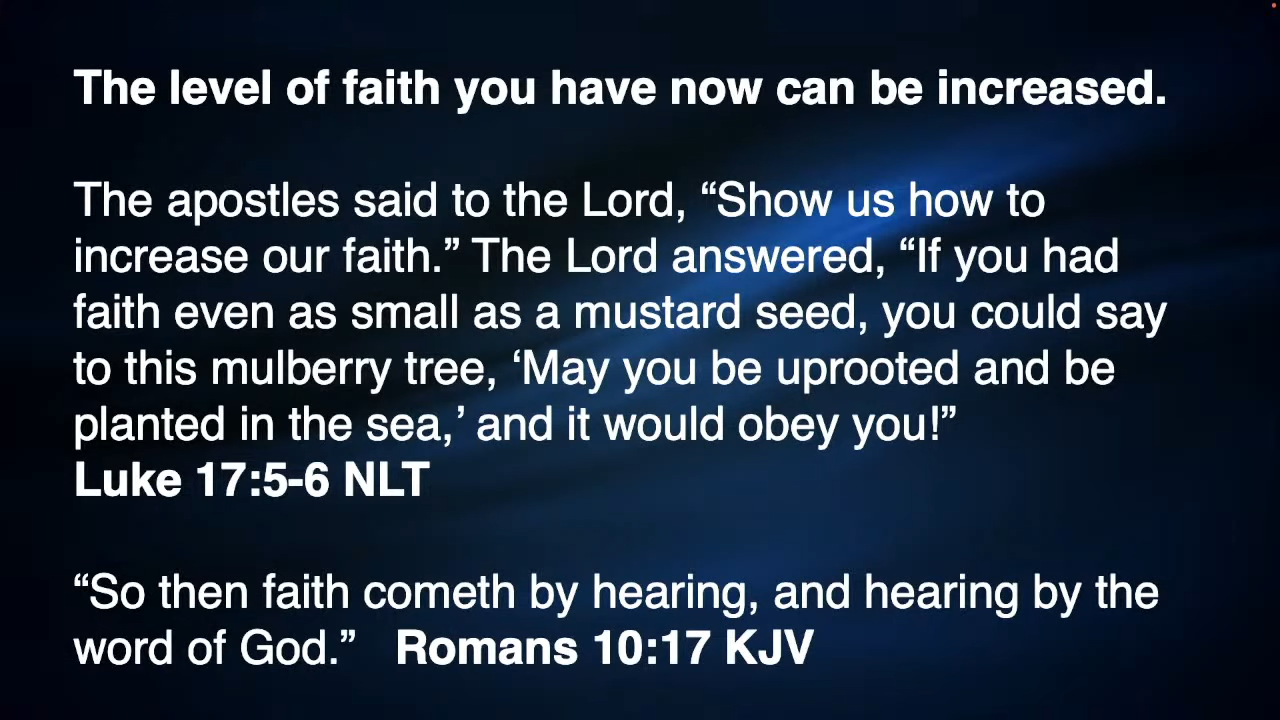 The level of faith you have now can be increased.
The apostles said to the Lord, “Show us how to
increase our faith.” The Lord answered, “If you had
faith even as small as a mustard seed, you could say
to this mulberry tree, ‘May you be uprooted and be
planted in the sea,’ and it would obey you!”
Luke 17:5-6 NLT
“So then faith cometh by hearing, and hearing by the
word of God.”   Romans 10:17 KJV